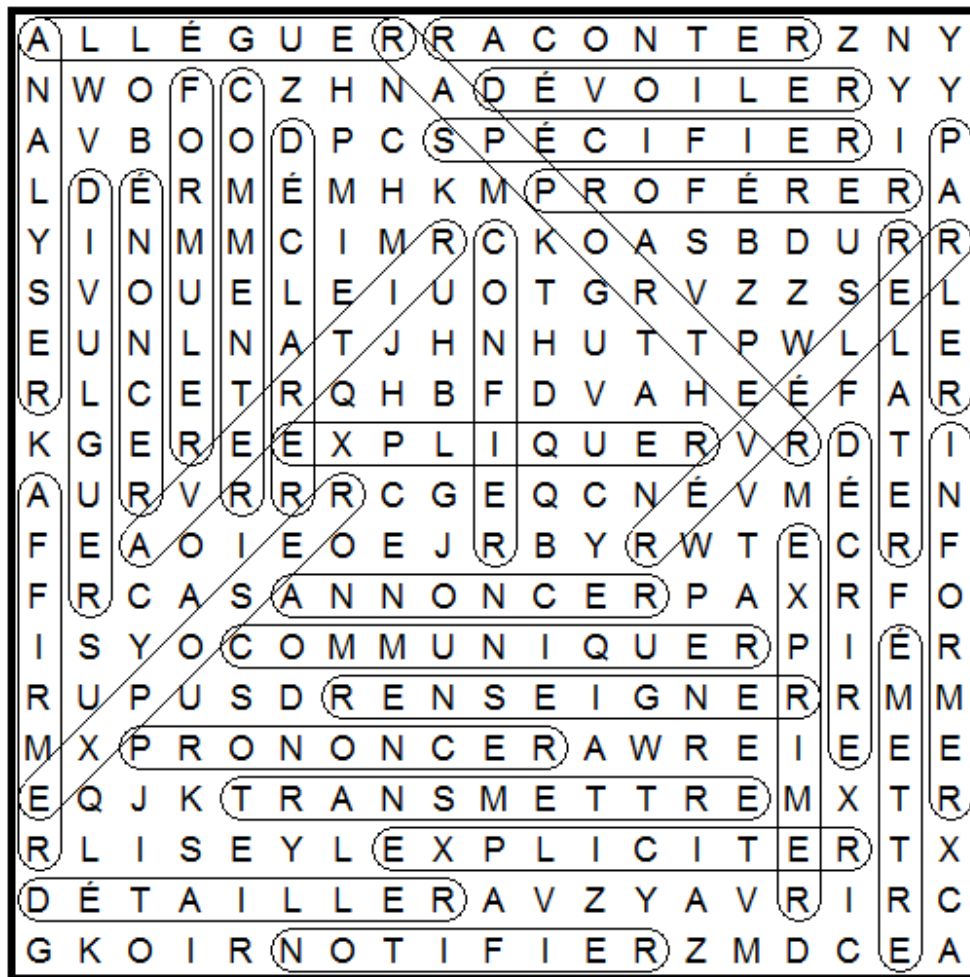 A L L É G U E R R A C O N T E R Z N Y
N W O F C Z H N A D É V O I L E R Y Y
A V B O O D P C S P É C I F I E R I P
L D É R M É M H K M P R O F É R E R A
Y I N M M C I M R C K O A S B D U R R
S V O U E L E I U O T G R V Z Z S E L
E U N L N A T J H N H U T T P W L L E
R L C E T R Q H B F D V A H E É F A R
K G E R E E X P L I Q U E R V R D T I
A U R V R R R C G E Q C N É V M É E N
F E A O I E O E J R B Y R W T E C R F
F R C A S A N N O N C E R P A X R F O
I S Y O C O M M U N I Q U E R P I É R
R U P U S D R E N S E I G N E R R M M
M X P R O N O N C E R A W R E I E E E
E Q J K T R A N S M E T T R E M X T R
R L I S E Y L E X P L I C I T E R T X
D É T A I L L E R A V Z Y A V R I R C
G K O I R N O T I F I E R Z M D C E A